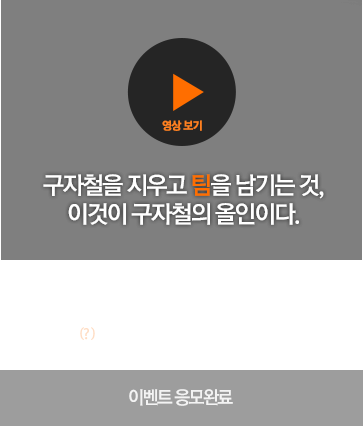 영상 보기
구자철을 지우고 팀을 남기는 것,
이것이 구자철의 올인이다.
(?)
이벤트 응모완료